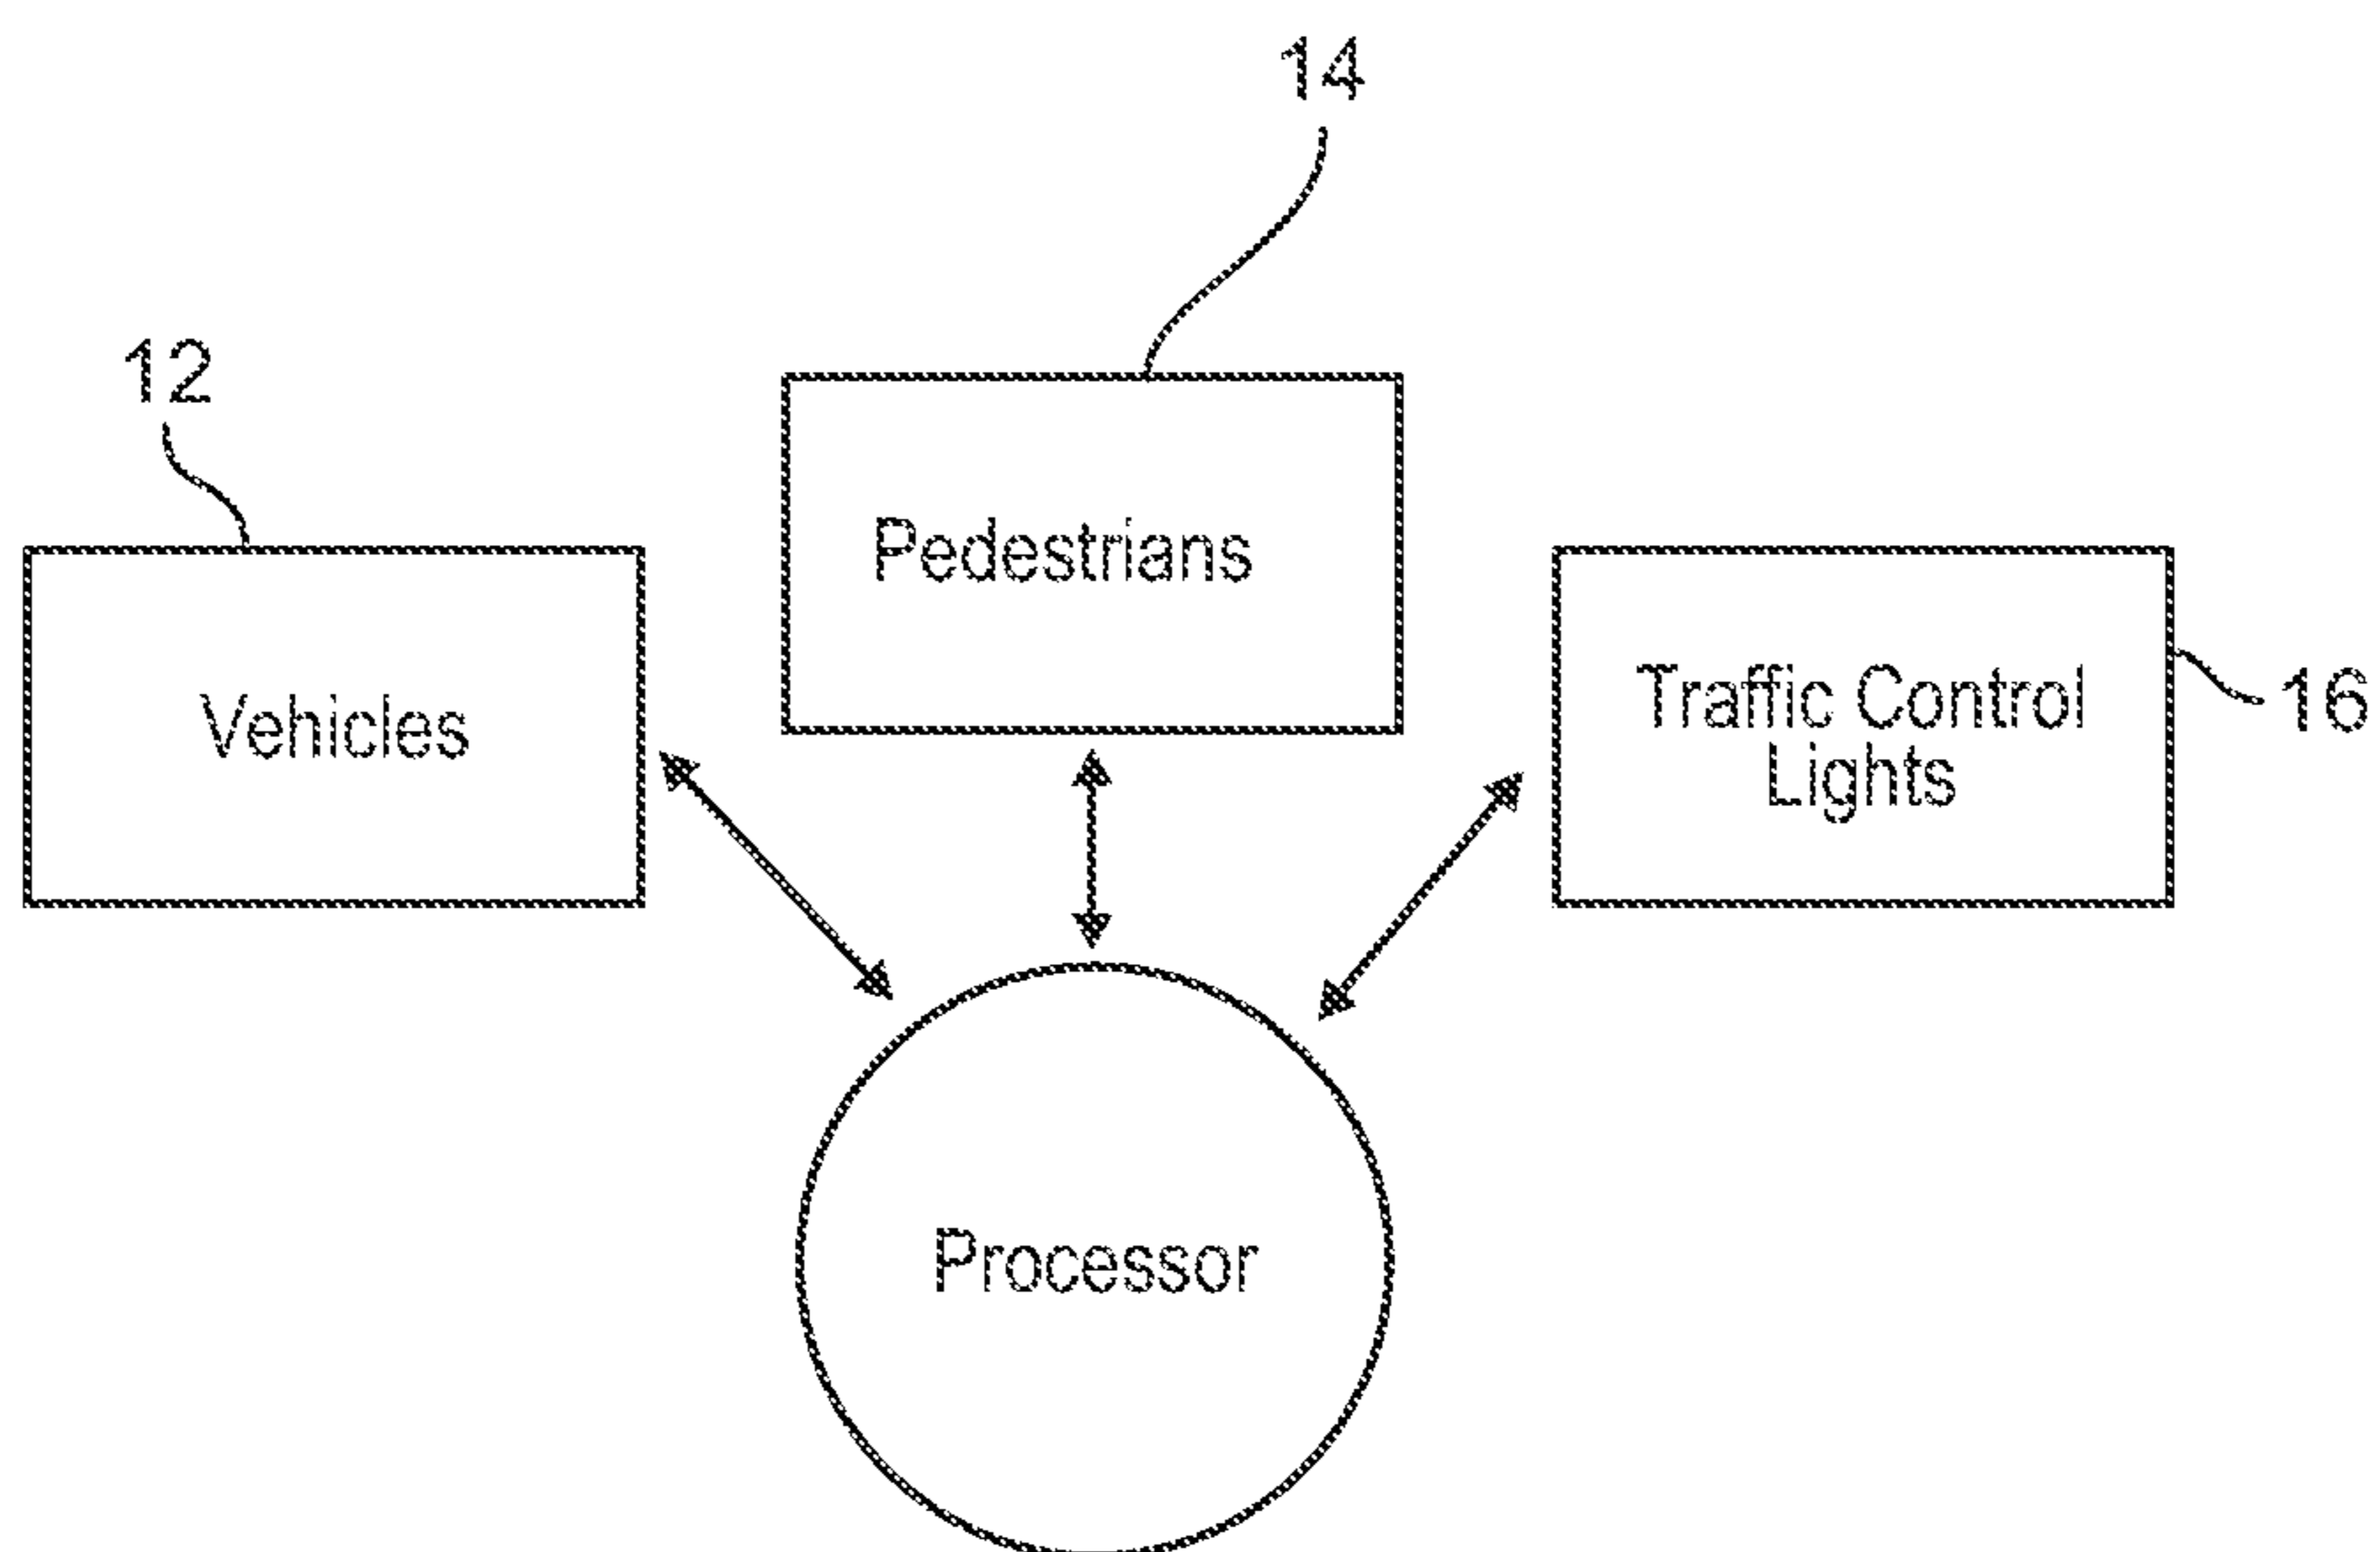 14
12
Pedestrians
Vehicles
Traffic Control
Lights
16
Processor